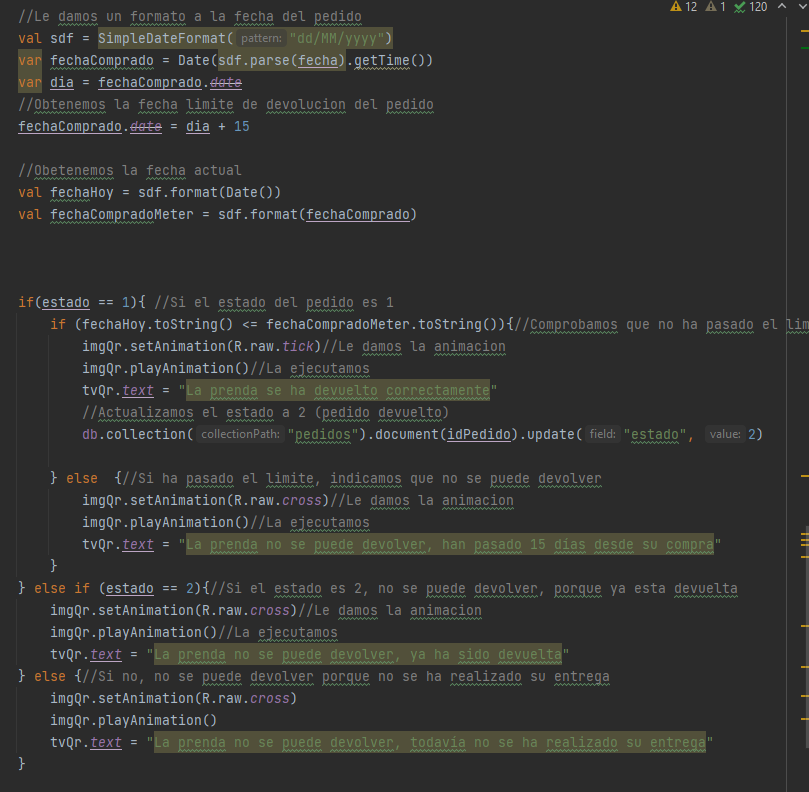 12 1 120
//Le damos un formato a la fecha del pedido
val sdf = SimpleDateFormat( pattern: "dd/MM/yyyy")
var fechaComprado = Date(sdf.parse(fecha).getTime())
var dia = fechaComprado.date
//Obtenemos la fecha limite de devolucion del pedido
fechaComprado.date = dia + 15
//Obetenemos la fecha actual
val fechaHoy = sdf.format(Date())
val fechaCompradoMeter = sdf.format(fechaComprado)
if(estado == 1){ //Si el estado del pedido es 1
if (fechaHoy.toString() <= fechaCompradoMeter.toString()){//Comprobamos que no ha pasado el lim
imgQr.setAnimation(R.raw.tick)//Le damos la animacion
imgQr.playAnimation()//La ejecutamos
tvQr.text = "La prenda se ha devuelto correctamente"
//Actualizamos el estado a 2 (pedido devuelto)
db.collection( collectionPath: "pedidos").document(idPedido).update( field: "estado", value: 2)
} else {//Si ha pasado el limite, indicamos que no se puede devolver
imgQr.setAnimation(R.raw.cross)//Le damos la animacion
imgQr.playAnimation()//La ejecutamos
tvQr.text = "La prenda no se puede devolver, han pasado 15 dias desde su compra"
}
} else if (estado == 2){//Si el estado es 2, no se puede devolver, porque ya esta devuelta
imgQr.setAnimation(R.raw.cross)//Le damos la animacion
imgQr.playAnimation()//La ejecutamos
tvQr.text = "La prenda no se puede devolver, ya ha sido devuelta"
} else {//Si no, no se puede devolver porque no se ha realizado su entrega
imgQr.setAnimation(R.raw.cross)
imgQr.playAnimation()
tvQr.text = "La prenda no se puede devolver, todavia no se ha realizado su entrega"
}